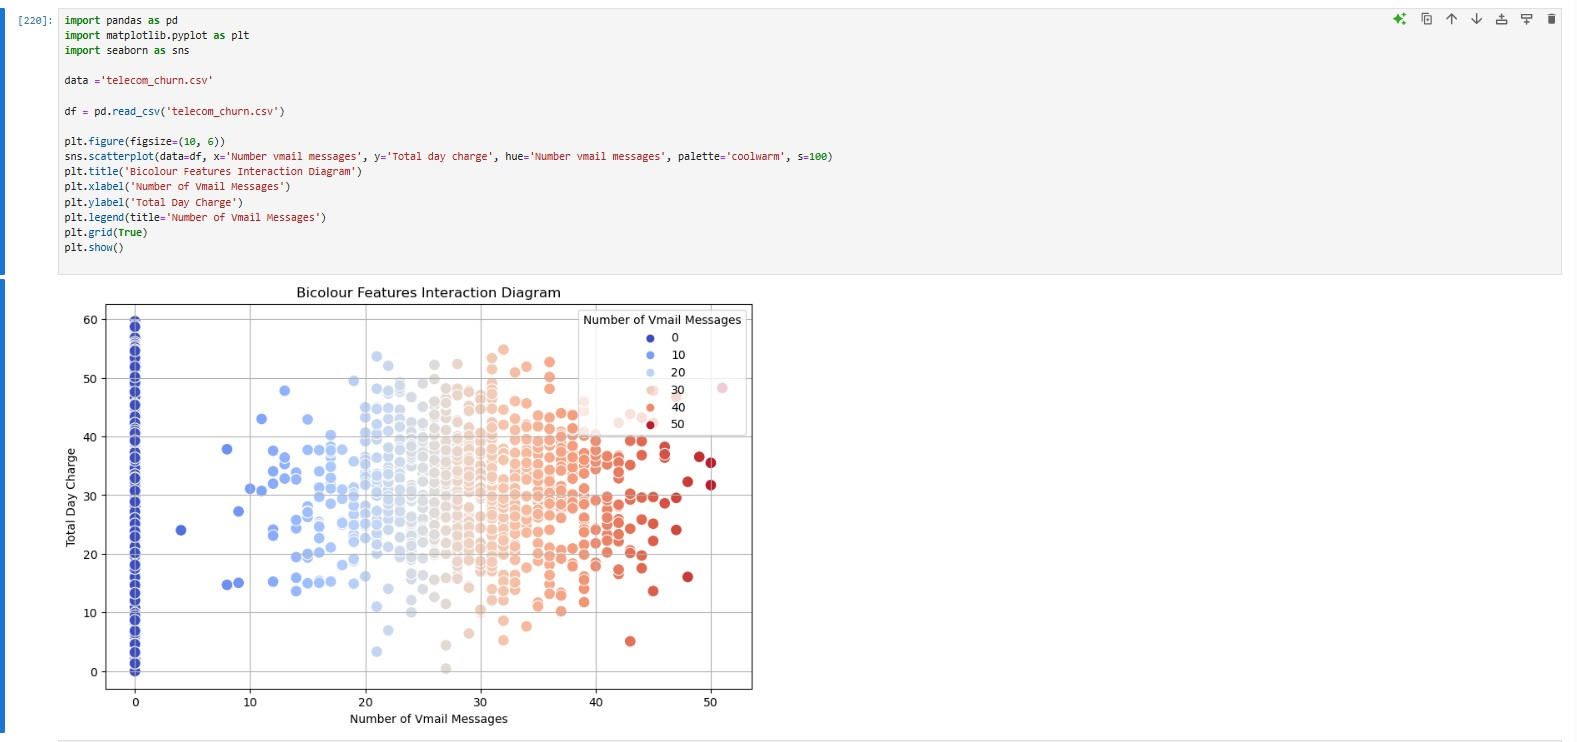 [220]:
import pandas as pd
import matplotlib.pyplot as plt
import seaborn as sns
data ='telecom_churn.csv'
df = pd.read_csv('telecom_churn.csv')
plt.figure(figsize=(10, 6))
sns.scatterplot(data=df, x='Number vmail messages', y='Total day charge', hue='Number vmail messages', palette='coolwarm', s=100)
plt.title('Bicolour Features Interaction Diagram')
plt.xlabel('Number of Vmail Messages')
plt.ylabel('Total Day Charge')
plt.legend(title='Number of Vmail Messages')
plt.grid(True)
plt.show()
Bicolour Features Interaction Diagram
Number of Vmail Messages
0
10
20
30
40
50
Total Day Charge
60
50
40
30
20
10
0
0 10 20 30 40 50
Number of Vmail Messages